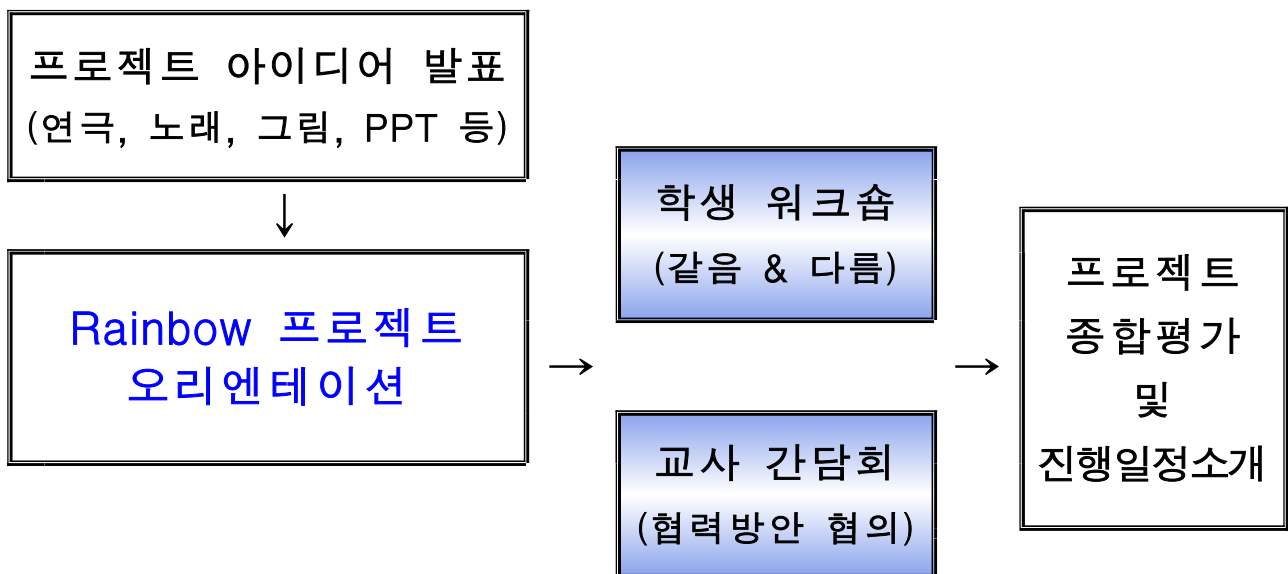 프로젝트 아이디어 발표
(연극, 노래, 그림, PPT 등)
↓
Rainbow 프로젝트
오리엔테이션
→
학생 워크숍
(같음 & 다름)
교사 간담회
(협력방안 협의)
→
프로젝트
종합평가
및
진행일정소개